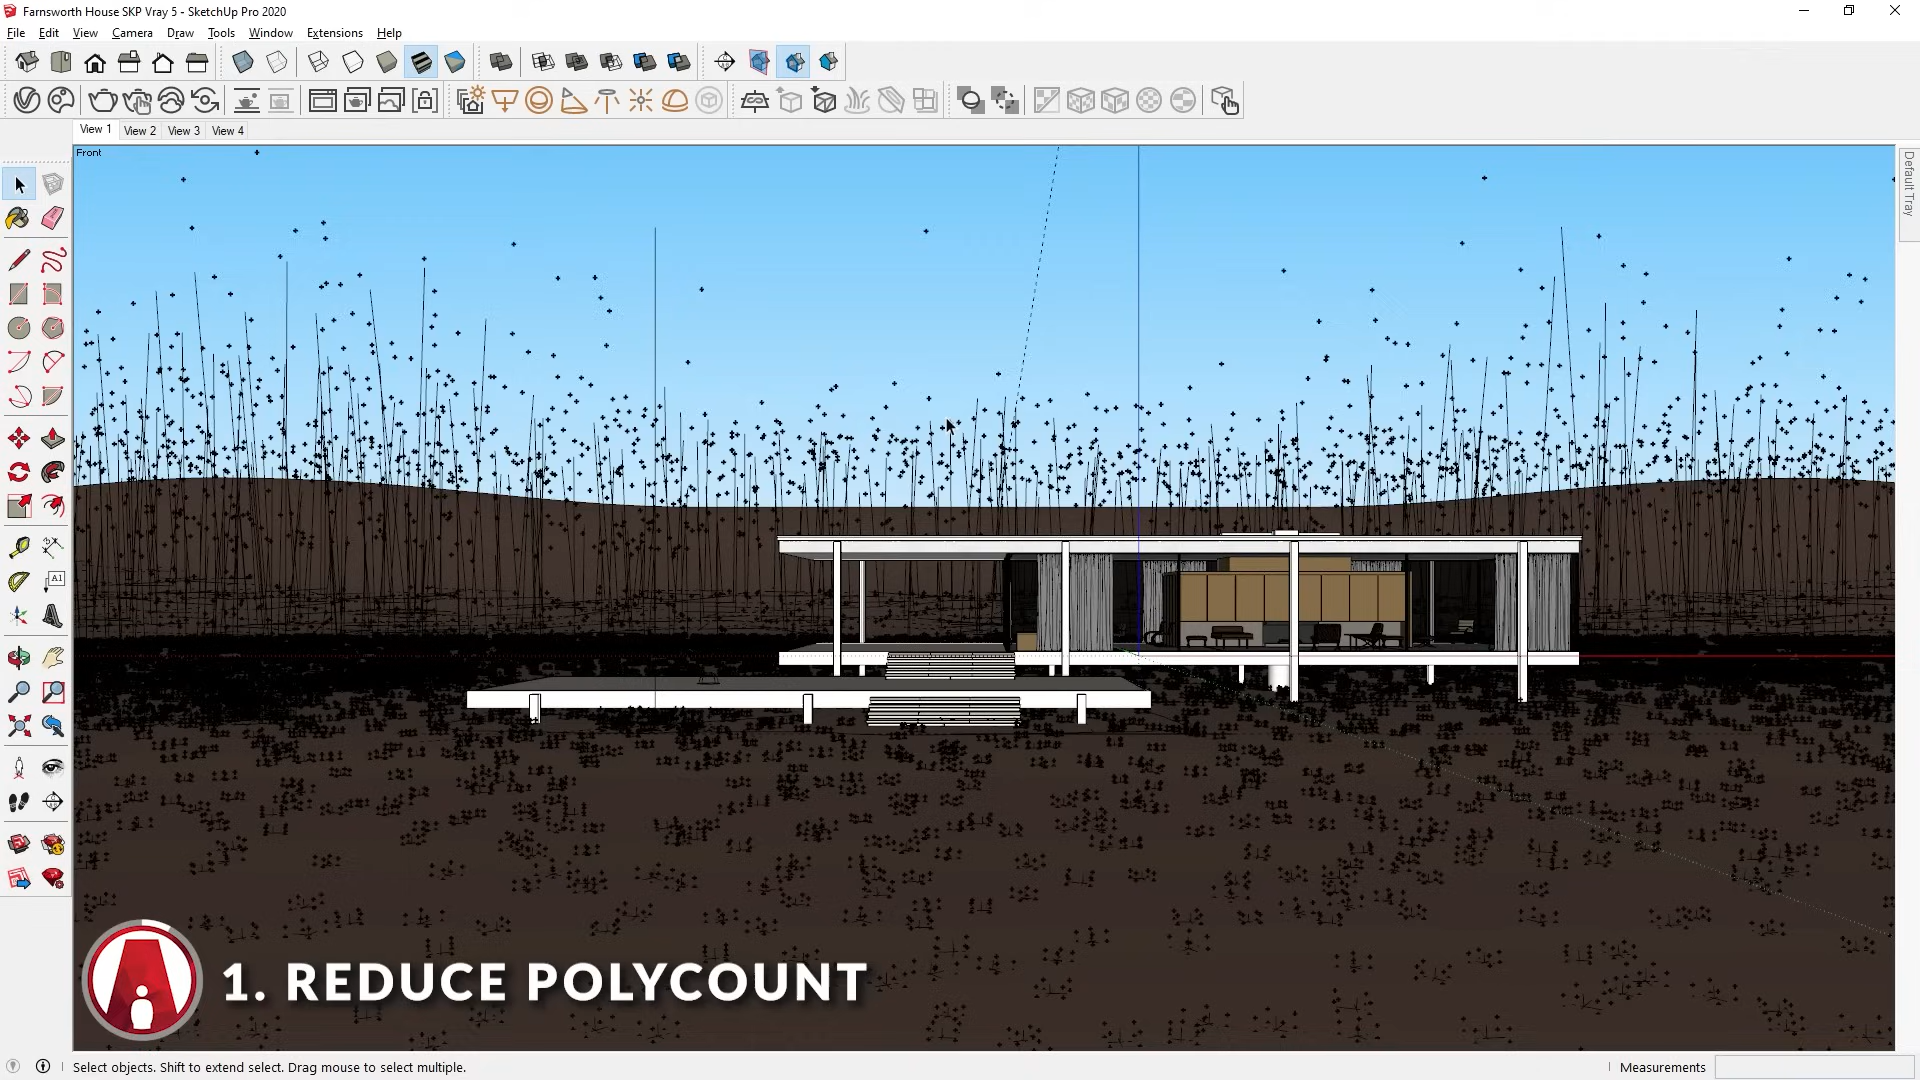 Farnsworth House SKP Vray 5 - SketchUp Pro 2020
File Edit View Camera Draw Tools Window Extensions Help
View 1 View 2 View 3 View 4
Front
Default Tray
A1
1. REDUCE POLYCOUNT
Select objects. Shift to extend select. Drag mouse to select multiple.
Measurements